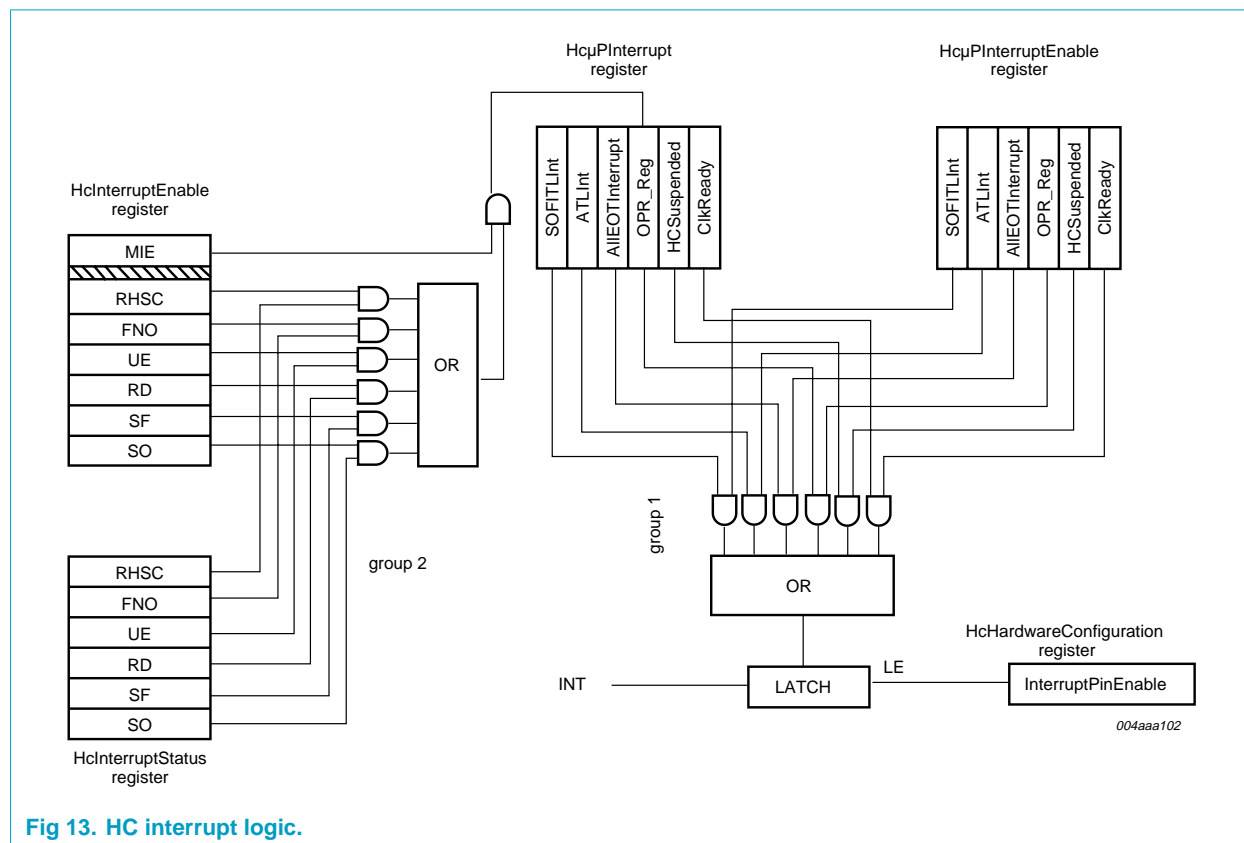 HcμPInterrupt
register
HcμPInterruptEnable
register
SOFITLInt
ATLInt
AllEOTInterrupt
OPR_Reg
HCSuspended
ClkReady
SOFITLInt
ATLInt
AllEOTInterrupt
OPR_Reg
HCSuspended
ClkReady
HcInterruptEnable
register
MIE
RHSC
FNO
UE
RD
SF
SO
OR
group 2
RHSC
FNO
UE
RD
SF
SO
HcInterruptStatus
register
group 1
OR
HcHardwareConfiguration
register
INT
LATCH
LE
InterruptPinEnable
004aaa102
Fig 13. HC interrupt logic.